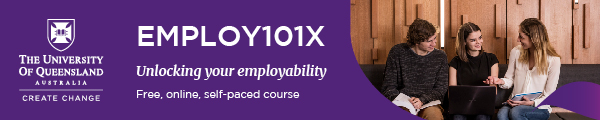 THE UNIVERSITY
OF QUEENSLAND
AUSTRALIA
CREATE CHANGE
EMPLOY101X
Unlocking your employability
Free, online, self-paced course